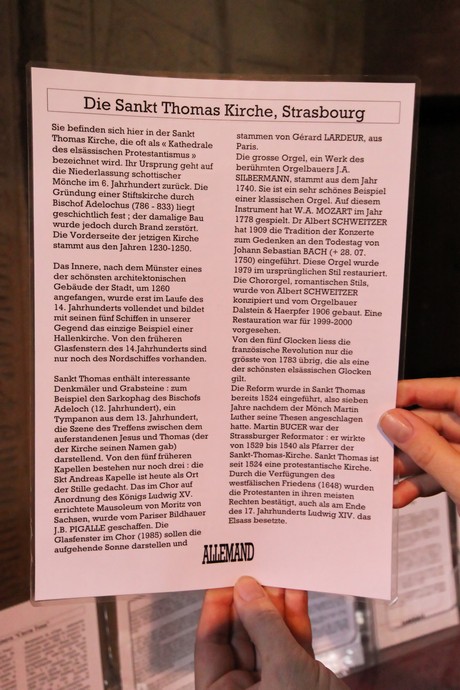 Die Sankt Thomas Kirche, Strasbourg
Sie befinden sich hier in der Sankt
Thomas Kirche, die oft als « Kathedrale
des elsässischen Protestantismus »
bezeichnet wird. Ihr Ursprung geht auf
die Niederlassung schottischer
Mönche im 6. Jahrhundert zurück. Die
Gründung einer Stiftskirche durch
Bischof Adelochus (786 - 833) liegt
geschichtlich fest ; der damalige Bau
wurde jedoch durch Brand zerstört.
Die Vorderseite der jetzigen Kirche
stammt aus den Jahren 1230-1250.
Das Innere, nach dem Münster eines
der schönsten architektonischen
Gebäude der Stadt, um 1260
angefangen, wurde erst im Laufe des
14. Jahrhunderts vollendet und bildet
mit seinen fünf Schiffen in unserer
Gegend das einzige Beispiel einer
Hallenkirche. Von den früheren
Glasfenstern des 14.Jahrhunderts sind
nur noch des Nordschiffes vorhanden.
Sankt Thomas enthält interessante
Denkmäler und Grabsteine : zum
Beispiel den Sarkophag des Bischofs
Adeloch (12. Jahrhundert), ein
Tympanon aus dem 13. Jahrhundert,
die Szene des Treffens zwischen dem
auferstandenen Jesus und Thomas (der
der Kirche seinen Namen gab)
darstellend. Von den fünf früheren
Kapellen bestehen nur noch drei : die
Skt Andreas Kapelle ist heute als Ort
der Stille gedacht. Das im Chor auf
Anordnung des Königs Ludwig XV.
errichtete Mausoleum von Moritz von
Sachsen, wurde vom Pariser Bildhauer
J.B. PIGALLE geschaffen. Die
Glasfenster im Chor (1985) sollen die
aufgehende Sonne darstellen und
stammen von Gérard LARDEUR, aus
Paris.
Die grosse Orgel, ein Werk des
berühmten Orgelbauers J.A.
SILBERMANN, stammt aus dem Jahr
1740. Sie ist ein sehr schönes Beispiel
einer klassischen Orgel. Auf diesem
Instrument hat W.A. MOZART im Jahr
1778 gespielt. Dr Albert SCHWEITZER
hat 1909 die Tradition der Konzerte
zum Gedenken an den Todestag von
Johann Sebastian BACH (+ 28. 07.
1750) eingeführt. Diese Orgel wurde
1979 im ursprünglichen Stil restauriert.
Die Chororgel, romantischen Stils,
wurde von Albert SCHWEITZER
konzipiert und vom Orgelbauer
Dalstein & Haerpfer 1906 gebaut. Eine
Restauration war für 1999-2000
vorgesehen.
Von den fünf Glocken liess die
französische Revolution nur die
grösste von 1783 übrig, die als eine
der schönsten elsässischen Glocken
gilt.
Die Reform wurde in Sankt Thomas
bereits 1524 eingeführt, also sieben
Jahre nachdem der Mönch Martin
Luther seine Thesen angeschlagen
hatte. Martin BUCER war der
Strassburger Reformator : er wirkte
von 1529 bis 1540 als Pfarrer der
Sankt-Thomas-Kirche. Sankt Thomas ist
seit 1524 eine protestantische Kirche.
Durch die Verfügungen des
westfälischen Friedens (1648) wurden
die Protestanten in ihren meisten
Rechten bestätigt, auch als am Ende
des 17. Jahrhunderts Ludwig XIV. das
Elsass besetzte.
ALLEMAND